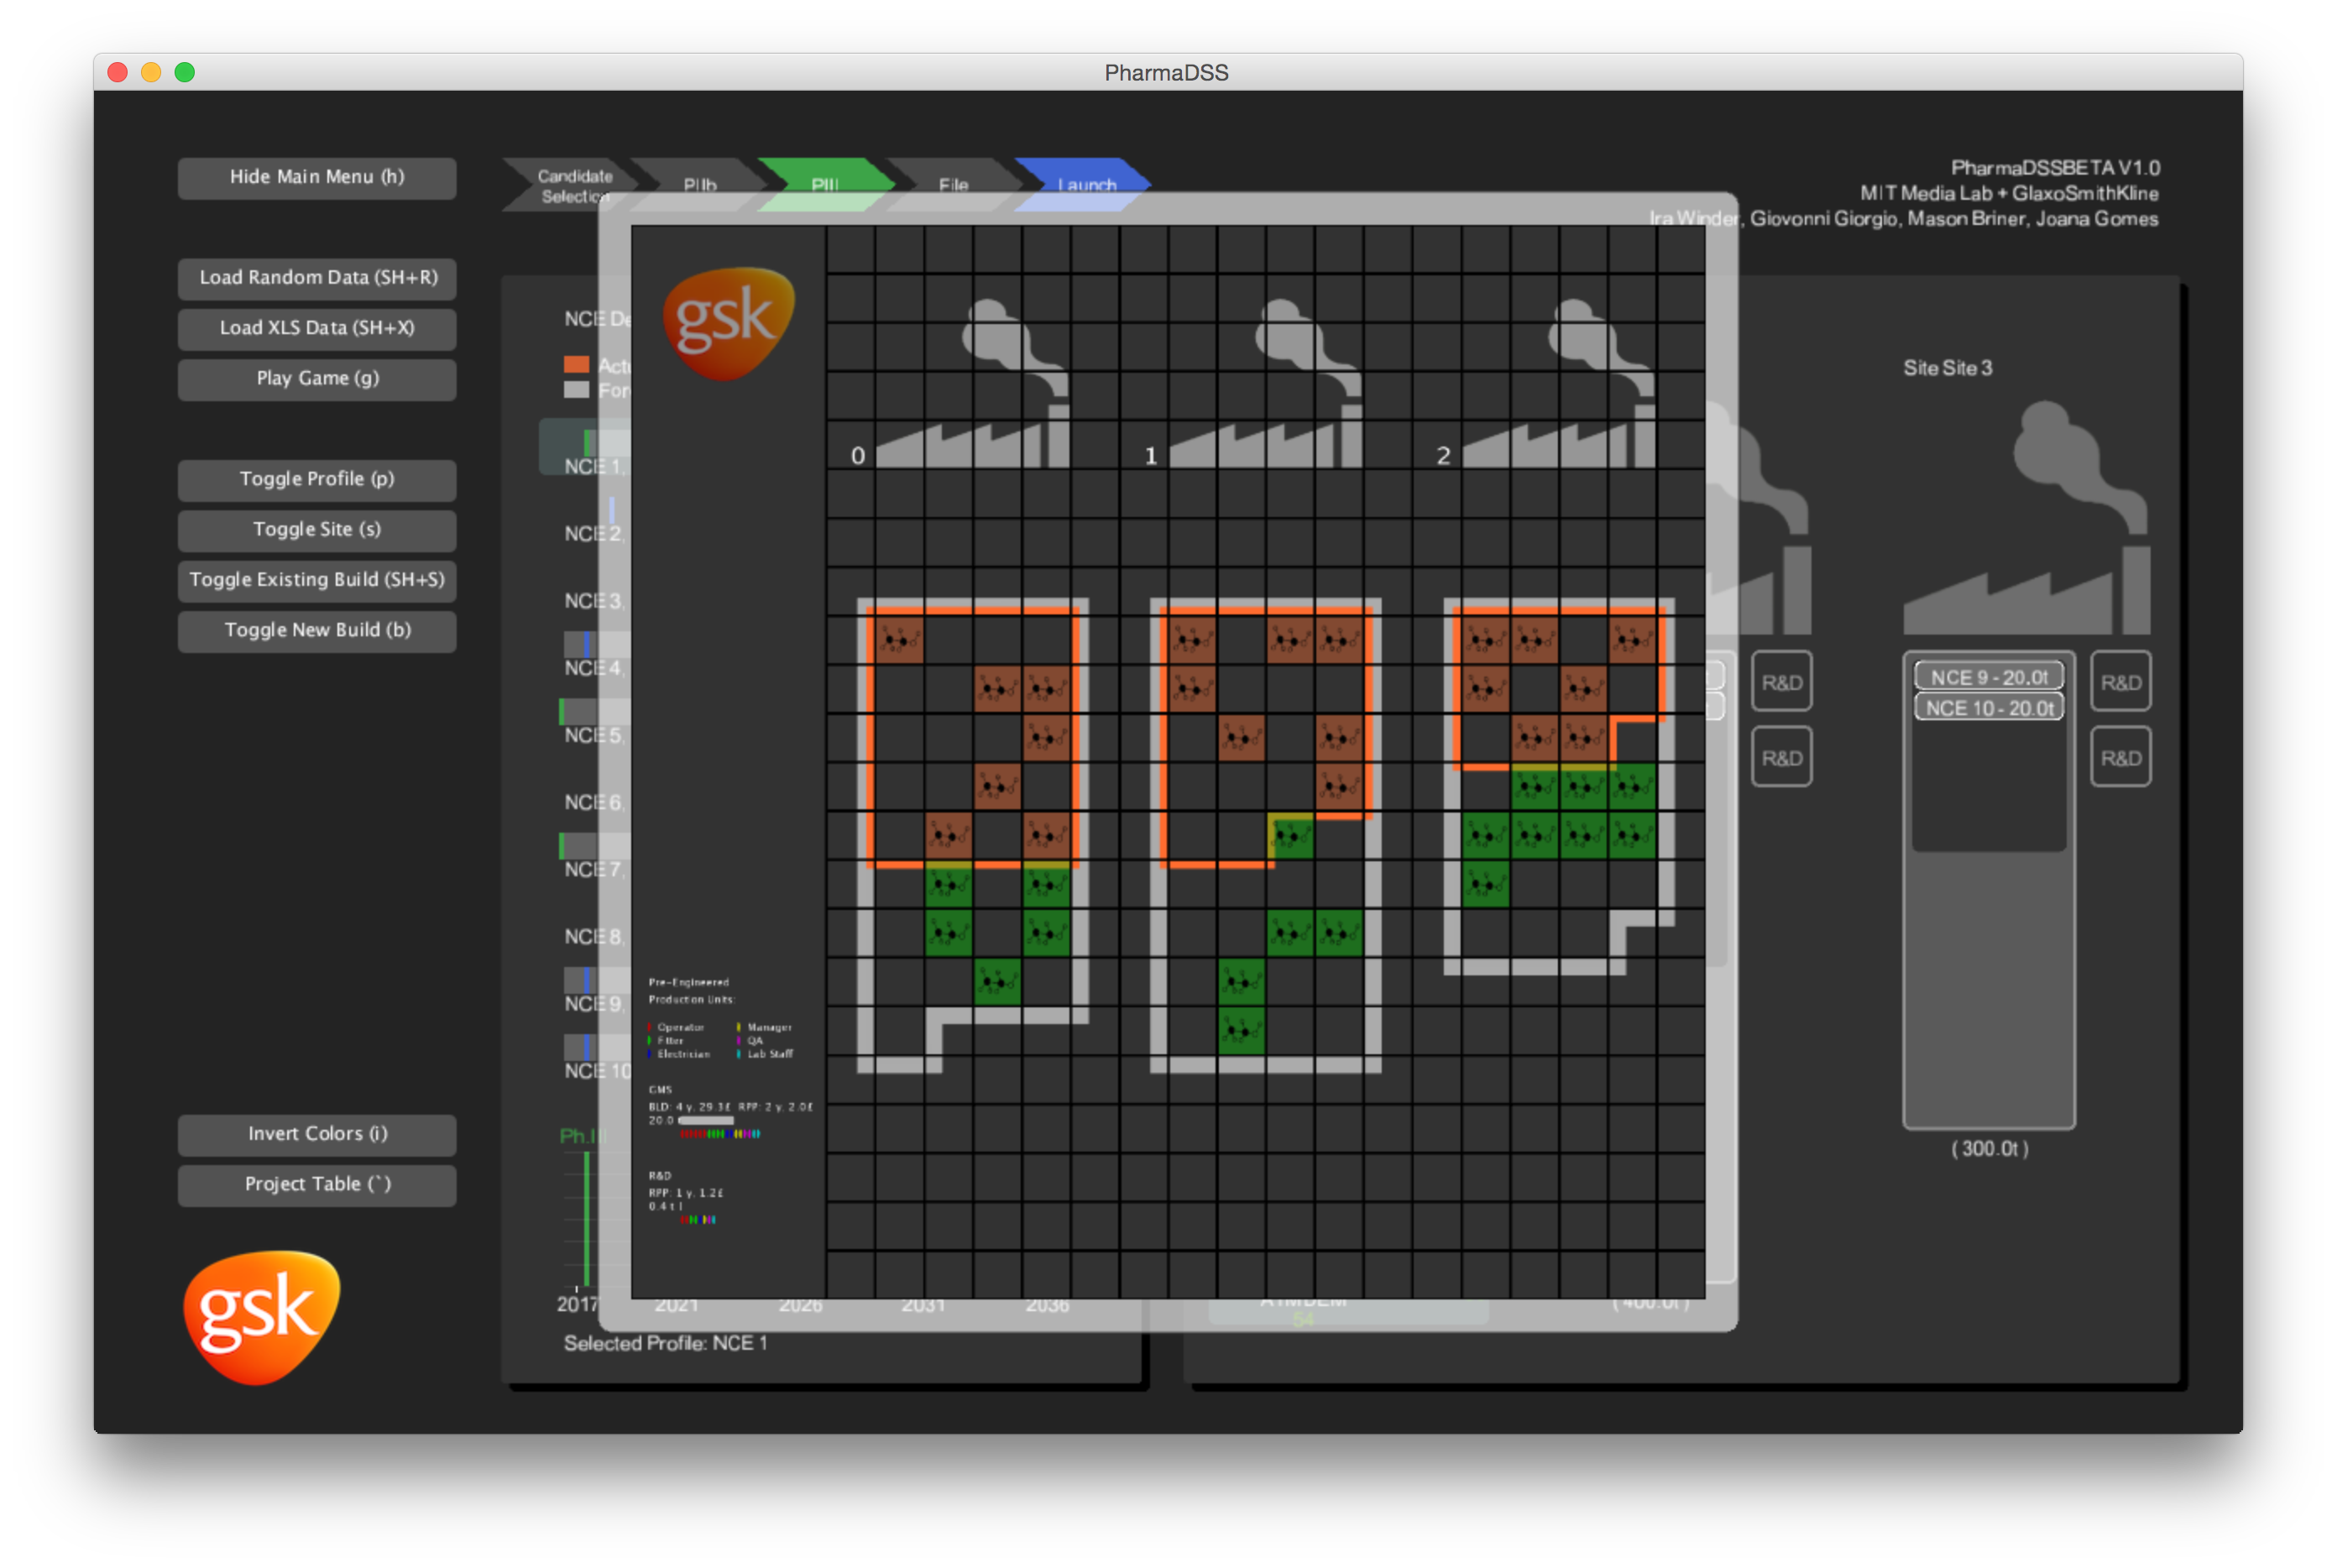 PharmaDSS
Hide Main Menu (h)
Load Random Data (SH+R)
Load XLS Data (SH+X)
Play Game (g)
Toggle Profile (p)
Toggle Site (s)
Toggle Existing Build (SH+S)
Toggle New Build (b)
Invert Colors (i)
Project Table (`)
gsk
Candidate
Selection
PIIb
PIII
File
Launch
PharmaDSSBETA V1.0
MIT Media Lab + GlaxoSmithKline
Ira Winder, Giovonni Giorgio, Mason Briner, Joana Gomes
NCE
NCE 1,
NCE 2,
NCE 3,
NCE 4,
NCE 5,
NCE 6,
NCE 7,
NCE 8,
NCE 9,
NCE 10
Ph.III
2017
2021
2026
2031
2036
Selected Profile: NCE 1
gsk
0
1
2
Pre-Engineered
Production Units:
Operator
Manager
Fitter
QA
Electrician
Lab Staff
GMS
BLD: 4 y, 29.3£ RPP: 2 y, 2.0£
20.0
R&D
RPP: 1 y, 1.2£
0.4 t
54
(400.0t)
R&D
R&D
Site Site 3
NCE 9 - 20.0t
NCE 10 - 20.0t
R&D
R&D
(300.0t)